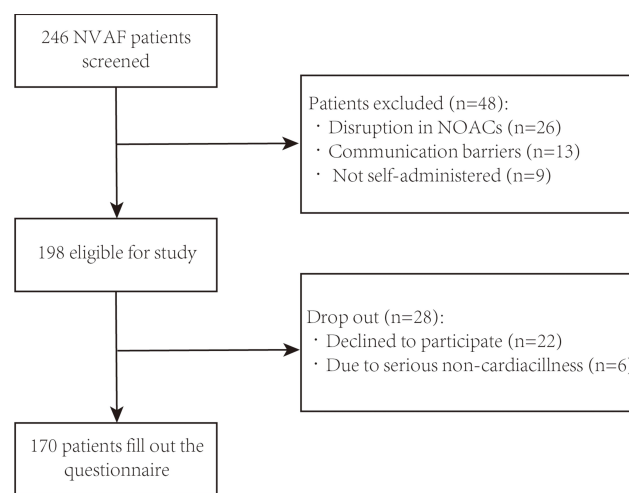 246 NVAF patients
screened
Patients excluded (n=48):
· Disruption in NOACs (n=26)
· Communication barriers (n=13)
· Not self-administered (n=9)
198 eligible for study
Drop out (n=28):
· Declined to participate (n=22)
· Due to serious non-cardiacillness (n=6)
170 patients fill out the
questionnaire